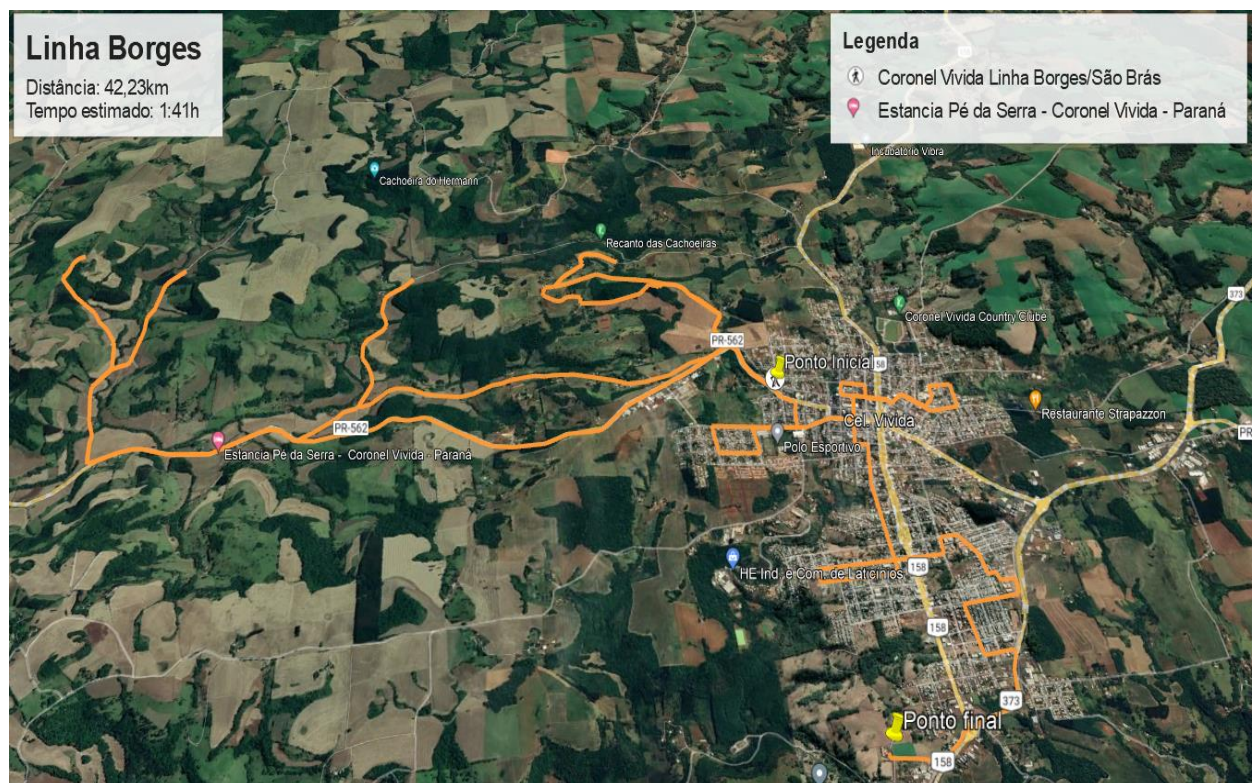 Linha Borges
Distância: 42,23km
Tempo estimado: 1:41h
Legenda
Coronel Vivida Linha Borges/São Brás
Estancia Pé da Serra - Coronel Vivida - Paraná
Incubatório Vibra
Cachoeira do Hermann
Recanto das Cachoeiras
373
Coronel Vivida Country Clube
PR-562
Ponto Inicial
58
Restaurante Strapazzon
Cel. Vivida
PR-562
PR
Polo Esportivo
Estancia Pé da Serra - Coronel Vivida - Paraná
HE Ind. e Com. de Laticínios
158
158
373
Ponto final
158